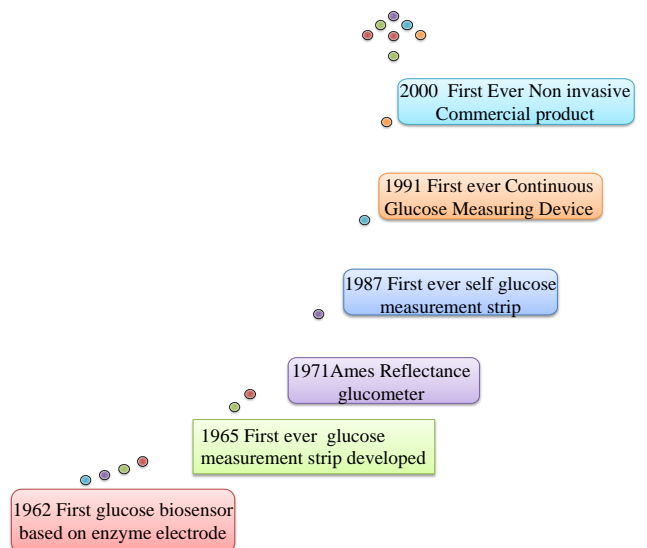 2000 First Ever Non invasive
Commercial product
1991 First ever Continuous
Glucose Measuring Device
1987 First ever self glucose
measurement strip
1971Ames Reflectance
glucometer
1965 First ever glucose
measurement strip developed
1962 First glucose biosensor
based on enzyme electrode